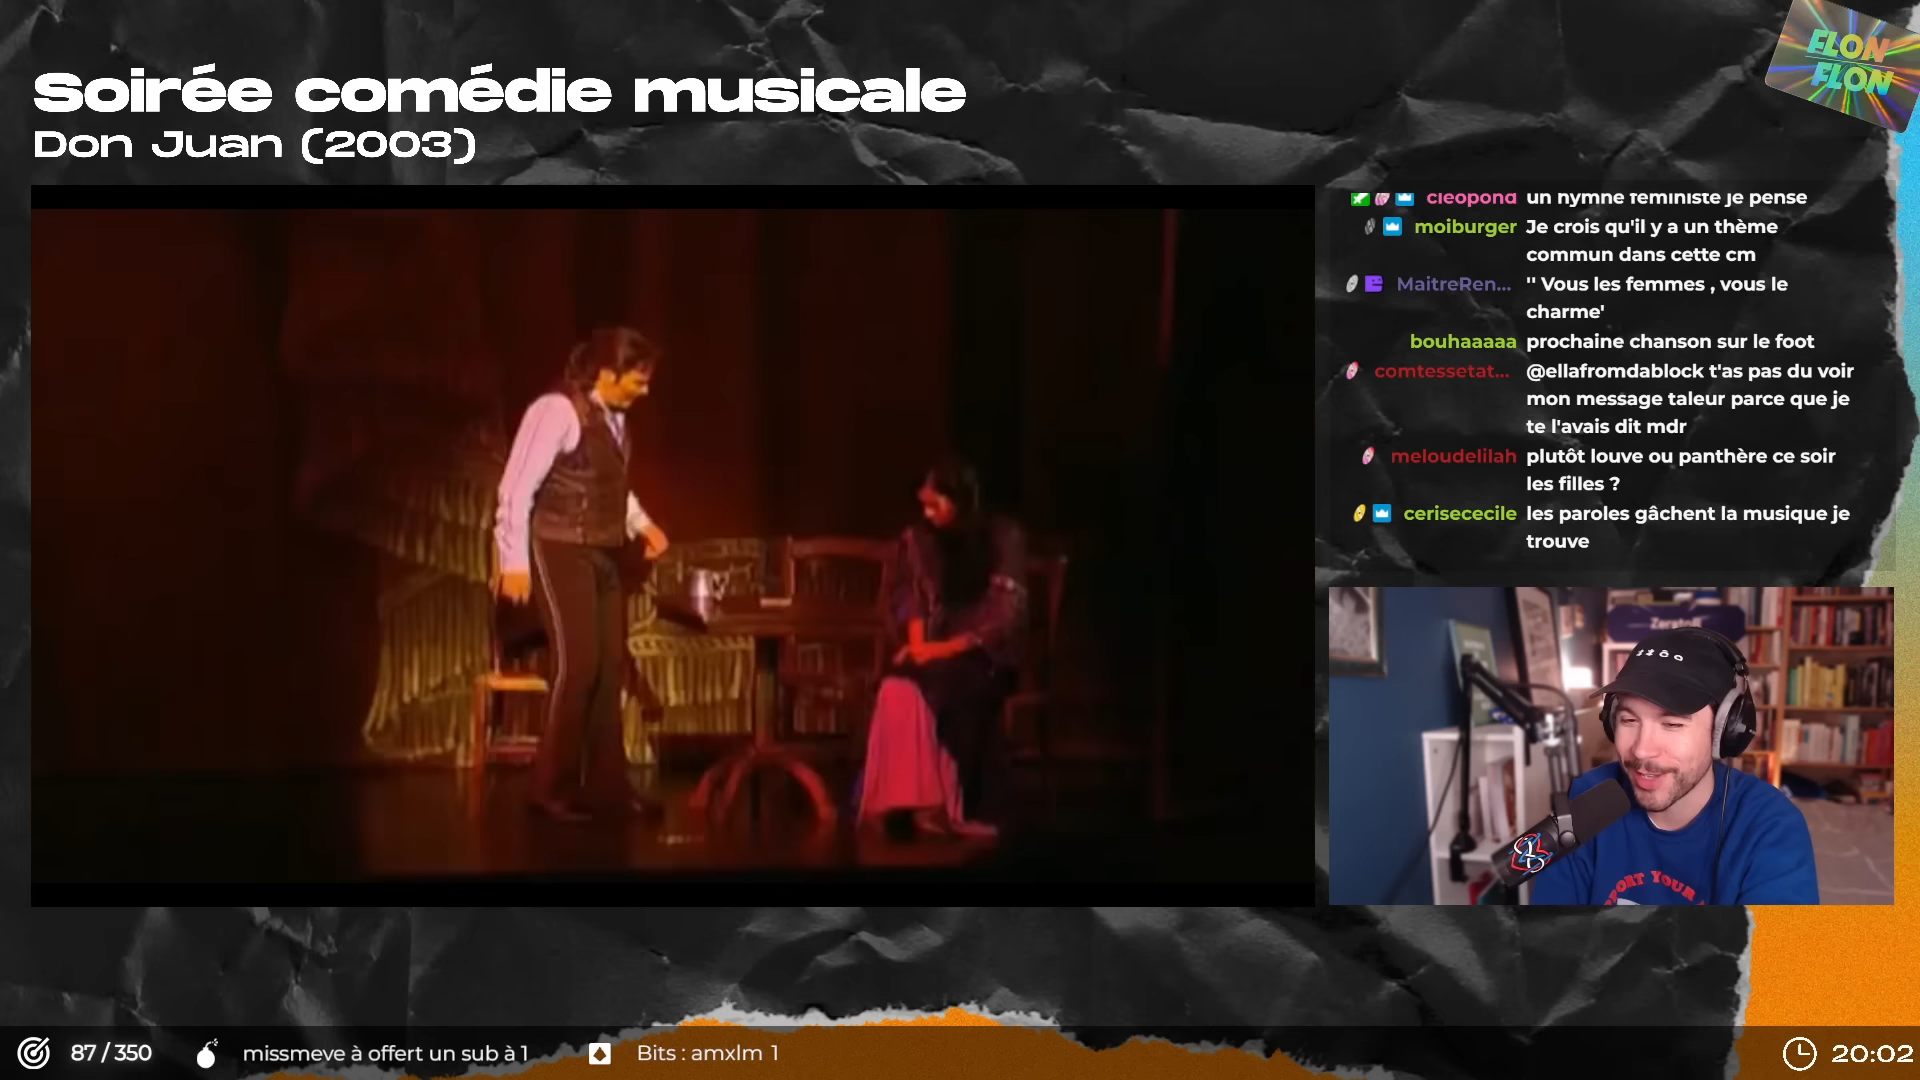 Soirée comédie musicale
Don Juan (2003)
FLON
FLON
cleopond un hymne féministe je pense
moiburger Je crois qu'il y a un thème
commun dans cette cm
MaitreRen... '' Vous les femmes , vous le
charme'
bouhaaaaa prochaine chanson sur le foot
comtessetat... @ellafromdablock t'as pas du voir
mon message taleur parce que je
te l'avais dit mdr
meloudelilah plutôt louve ou panthère ce soir
les filles ?
cerisececile les paroles gâchent la musique je
trouve
PORT YOUR
87 / 350
missmeve à offert un sub à 1
Bits : amxlm 1
20:02